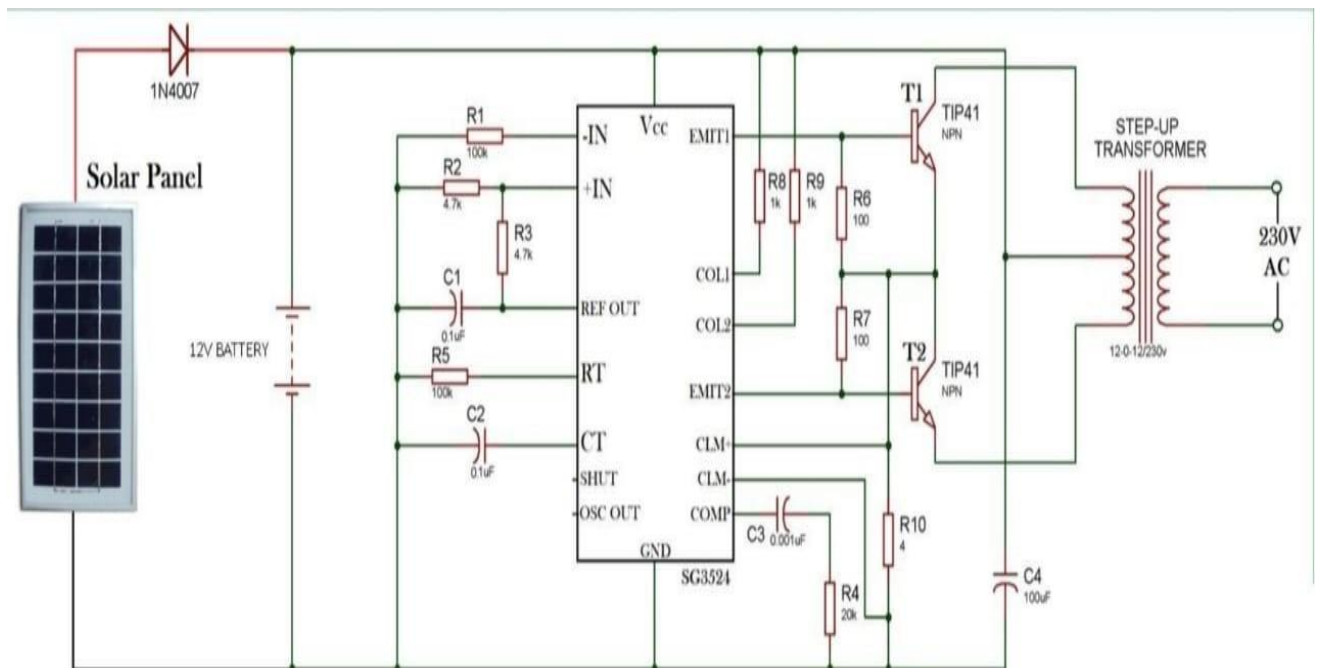 1N4007
Solar Panel
12V BATTERY
R1
100k
R2
4.7k
R3
4.7k
C1
0.1uF
R5
100k
C2
0.1uF
-IN
+IN
REF OUT
RT
CT
SHUT
OSC OUT
Vcc
GND
EMIT1
COL1
COL2
EMIT2
CLM+
CLM-
COMP
SG3524
R8
1k
R9
1k
R6
100
R7
100
C3
0.001uF
R4
20k
R10
4
T1
TIP41
NPN
T2
TIP41
NPN
STEP-UP
TRANSFORMER
12-0-12/230v
230V
AC
C4
100uF